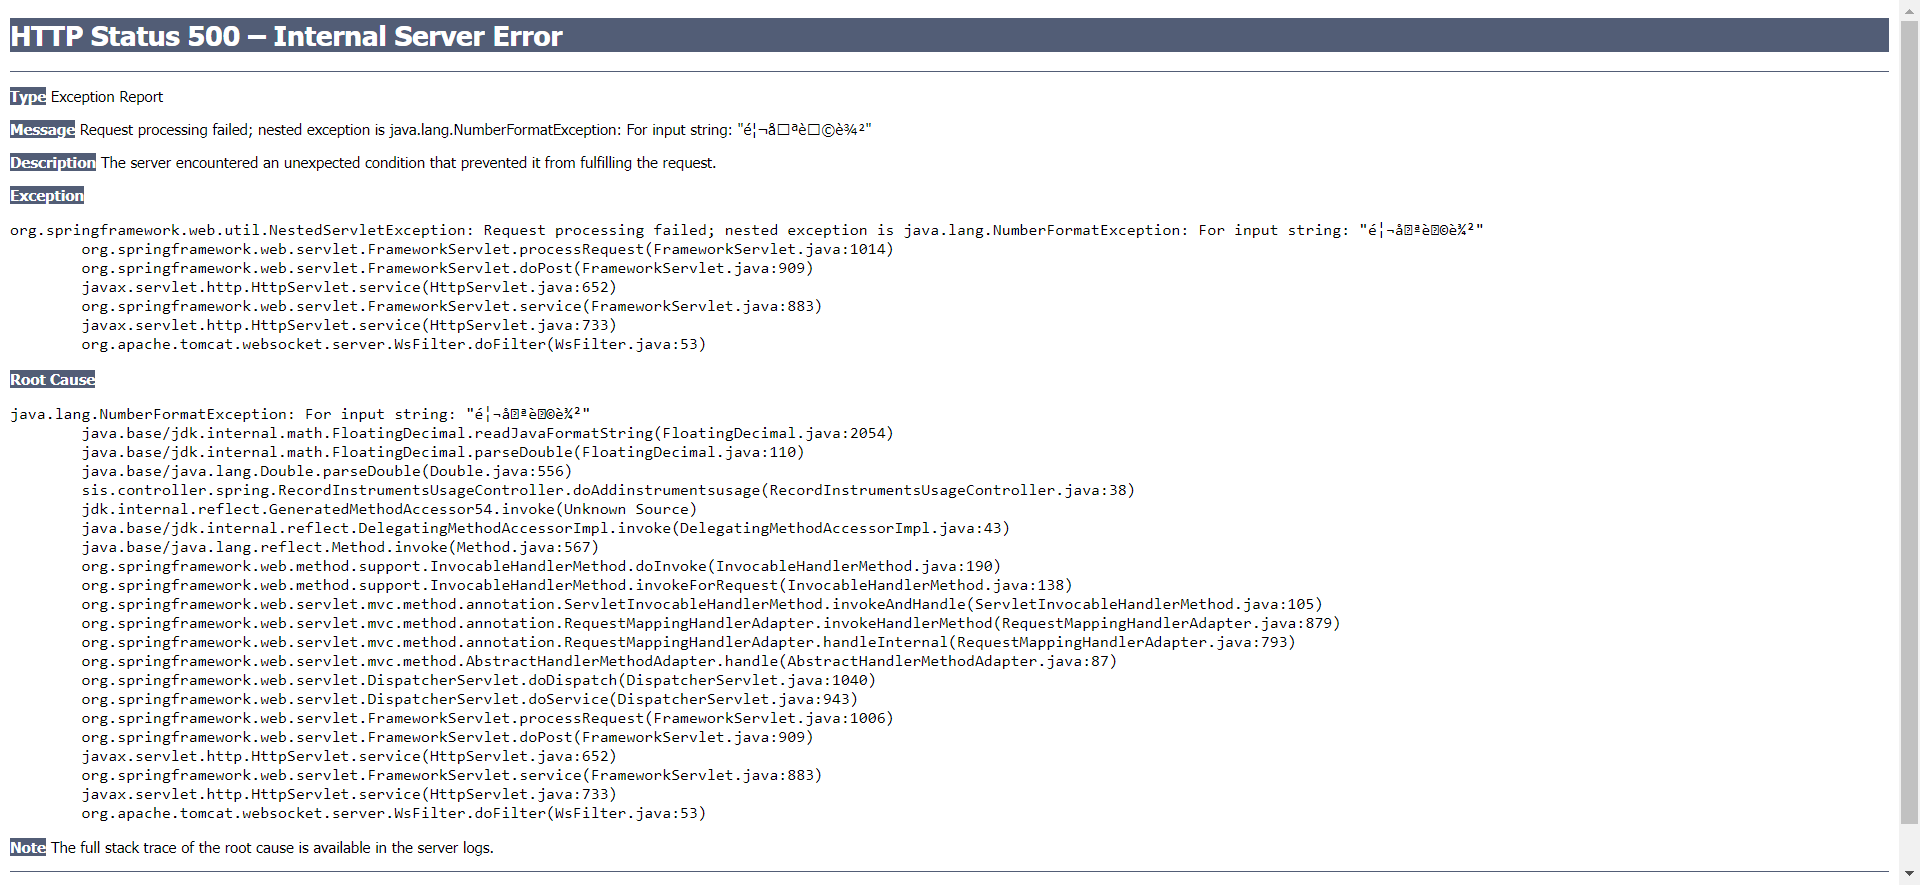 HTTP Status 500 – Internal Server Error
Type Exception Report
Message Request processing failed; nested exception is java.lang.NumberFormatException: For input string: "é¦¬å□ªè□©è¾²"
Description The server encountered an unexpected condition that prevented it from fulfilling the request.
Exception
org.springframework.web.util.NestedServletException: Request processing failed; nested exception is java.lang.NumberFormatException: For input string: "é¦¬å□ªè□©è¾²"
org.springframework.web.servlet.FrameworkServlet.processRequest(FrameworkServlet.java:1014)
org.springframework.web.servlet.FrameworkServlet.doPost(FrameworkServlet.java:909)
javax.servlet.http.HttpServlet.service(HttpServlet.java:652)
org.springframework.web.servlet.FrameworkServlet.service(FrameworkServlet.java:883)
javax.servlet.http.HttpServlet.service(HttpServlet.java:733)
org.apache.tomcat.websocket.server.WsFilter.doFilter(WsFilter.java:53)
Root Cause
java.lang.NumberFormatException: For input string: "é¦¬å□ªè□©è¾²"
java.base/jdk.internal.math.FloatingDecimal.readJavaFormatString(FloatingDecimal.java:2054)
java.base/jdk.internal.math.FloatingDecimal.parseDouble(FloatingDecimal.java:110)
java.base/java.lang.Double.parseDouble(Double.java:556)
sis.controller.spring.RecordInstrumentsUsageController.doAddinstrumentsusage(RecordInstrumentsUsageController.java:38)
jdk.internal.reflect.GeneratedMethodAccessor54.invoke(Unknown Source)
java.base/jdk.internal.reflect.DelegatingMethodAccessorImpl.invoke(DelegatingMethodAccessorImpl.java:43)
java.base/java.lang.reflect.Method.invoke(Method.java:567)
org.springframework.web.method.support.InvocableHandlerMethod.doInvoke(InvocableHandlerMethod.java:190)
org.springframework.web.method.support.InvocableHandlerMethod.invokeForRequest(InvocableHandlerMethod.java:138)
org.springframework.web.servlet.mvc.method.annotation.ServletInvocableHandlerMethod.invokeAndHandle(ServletInvocableHandlerMethod.java:105)
org.springframework.web.servlet.mvc.method.annotation.RequestMappingHandlerAdapter.invokeHandlerMethod(RequestMappingHandlerAdapter.java:879)
org.springframework.web.servlet.mvc.method.annotation.RequestMappingHandlerAdapter.handleInternal(RequestMappingHandlerAdapter.java:793)
org.springframework.web.servlet.mvc.method.AbstractHandlerMethodAdapter.handle(AbstractHandlerMethodAdapter.java:87)
org.springframework.web.servlet.DispatcherServlet.doDispatch(DispatcherServlet.java:1040)
org.springframework.web.servlet.DispatcherServlet.doService(DispatcherServlet.java:943)
org.springframework.web.servlet.FrameworkServlet.processRequest(FrameworkServlet.java:1006)
org.springframework.web.servlet.FrameworkServlet.doPost(FrameworkServlet.java:909)
javax.servlet.http.HttpServlet.service(HttpServlet.java:652)
org.springframework.web.servlet.FrameworkServlet.service(FrameworkServlet.java:883)
javax.servlet.http.HttpServlet.service(HttpServlet.java:733)
org.apache.tomcat.websocket.server.WsFilter.doFilter(WsFilter.java:53)
Note The full stack trace of the root cause is available in the server logs.